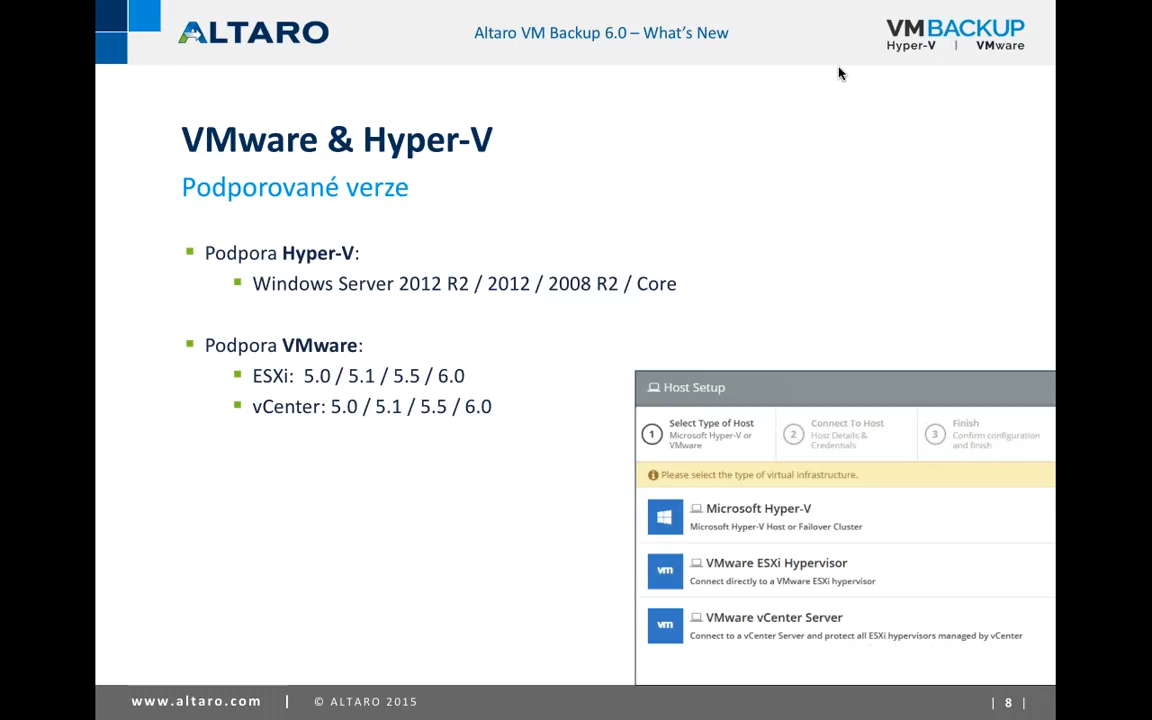 ALTARO
Altaro VM Backup 6.0 – What's New
VMBACKUP
Hyper-V | VMware
VMware & Hyper-V
Podporované verze
Podpora Hyper-V:
Windows Server 2012 R2 / 2012 / 2008 R2 / Core
Podpora VMware:
ESXi: 5.0 / 5.1 / 5.5 / 6.0
vCenter: 5.0 / 5.1 / 5.5 / 6.0
Host Setup
1 Select Type of Host
Microsoft Hyper-V or
VMware
2 Connect To Host
Host Details &
Credentials
3 Finish
Confirm configuration
and finish
Please select the type of virtual infrastructure.
Microsoft Hyper-V
Microsoft Hyper-V Host or Failover Cluster
vm VMware ESXi Hypervisor
Connect directly to a VMware ESXi hypervisor
vm VMware vCenter Server
Connect to a vCenter Server and protect all ESXi hypervisors managed by vCenter
www.altaro.com | © ALTARO 2015 | 8 |